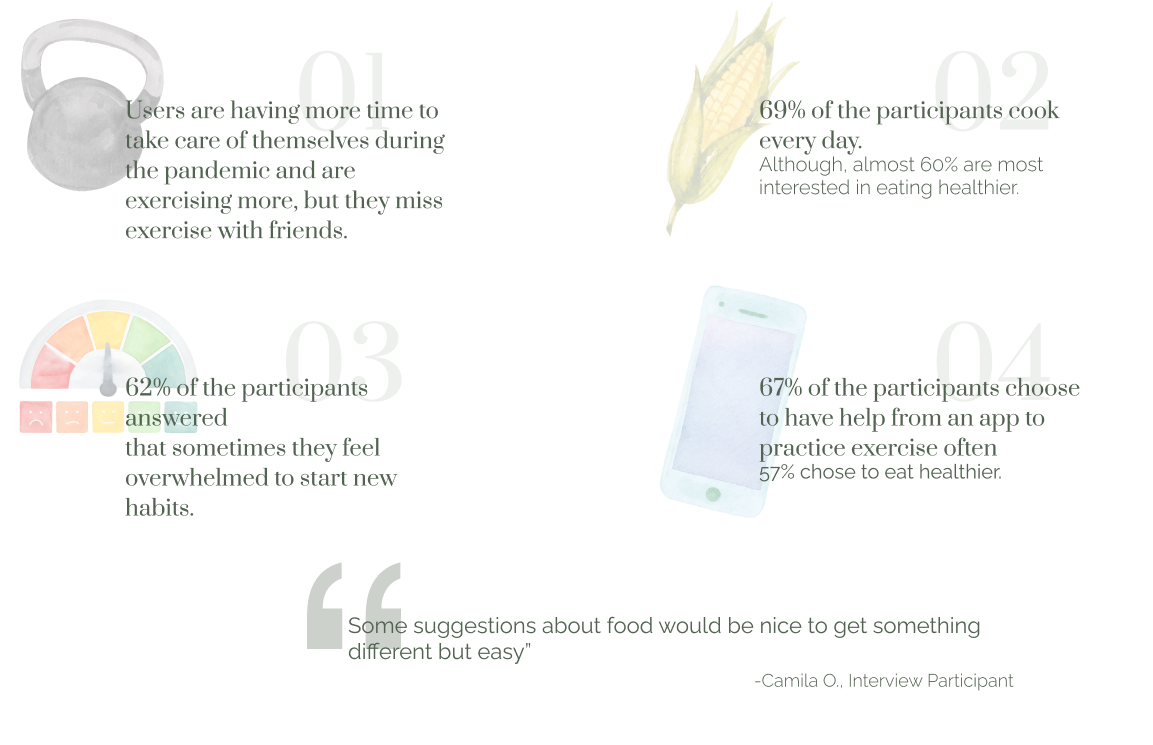 01
Users are having more time to
take care of themselves during
the pandemic and are
exercising more, but they miss
exercise with friends.
02
69% of the participants cook
every day.
Although, almost 60% are most
interested in eating healthier.
03
62% of the participants
answered
that sometimes they feel
overwhelmed to start new
habits.
04
67% of the participants choose
to have help from an app to
practice exercise often
57% chose to eat healthier.
“
Some suggestions about food would be nice to get something
different but easy”
-Camila O., Interview Participant